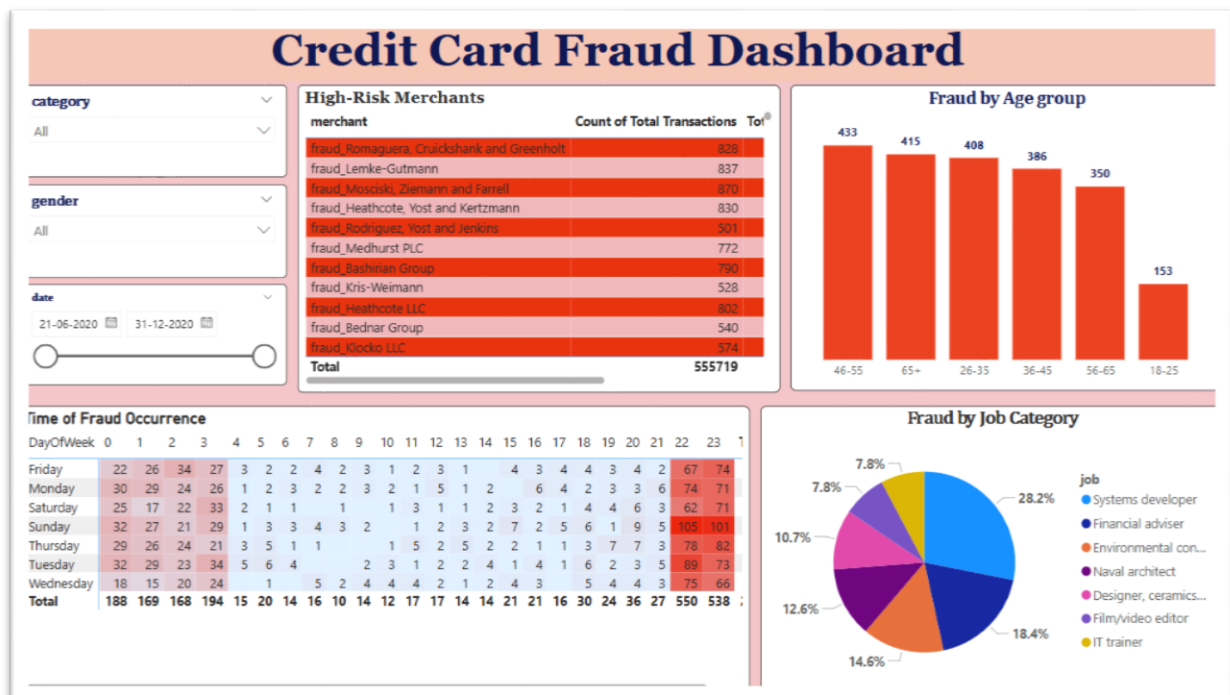 Credit Card Fraud Dashboard
category
All
gender
All
date
21-06-2020 31-12-2020
High-Risk Merchants
merchant Count of Total Transactions Tot
fraud_Romaguera, Cruickshank and Greenholt 828
fraud_Lemke-Gutmann 837
fraud_Mosciski, Ziemann and Farrell 870
fraud_Heathcote, Yost and Kertzmann 830
fraud_Rodriguez, Yost and Jenkins 501
fraud_Medhurst PLC 772
fraud_Bashirian Group 790
fraud_Kris-Weimann 528
fraud_Heathcote LLC 802
fraud_Bednar Group 540
fraud_Klocko LLC 574
Total 555719
Fraud by Age group
433 415 408 386 350 153
46-55 65+ 26-35 36-45 56-65 18-25
Time of Fraud Occurrence
DayOfWeek 0 1 2 3 4 5 6 7 8 9 10 11 12 13 14 15 16 17 18 19 20 21 22 23
Friday 22 26 34 27 3 2 2 4 2 3 1 2 3 1 4 3 4 4 3 4 2 67 74
Monday 30 29 24 26 1 2 3 2 2 3 2 1 5 1 2 6 4 2 3 3 6 74 71
Saturday 25 17 22 33 2 1 1 1 1 3 1 1 2 3 2 1 4 4 6 3 62 71
Sunday 32 27 21 29 1 3 3 4 3 2 1 2 3 2 7 2 5 6 1 9 5 105 101
Thursday 29 26 24 21 3 5 1 1 1 5 2 5 2 2 1 1 3 7 7 3 78 82
Tuesday 32 29 23 34 5 6 4 2 3 1 2 2 4 1 4 1 6 2 3 5 89 73
Wednesday 18 15 20 24 1 5 2 4 4 4 2 1 2 4 3 5 4 4 3 75 66
Total 188 169 168 194 15 20 14 16 10 14 12 17 17 14 14 21 21 16 30 24 36 27 550 538
Fraud by Job Category
28.2%
18.4%
14.6%
12.6%
10.7%
7.8%
7.8%
job
Systems developer
Financial adviser
Environmental con...
Naval architect
Designer, ceramics...
Film/video editor
IT trainer